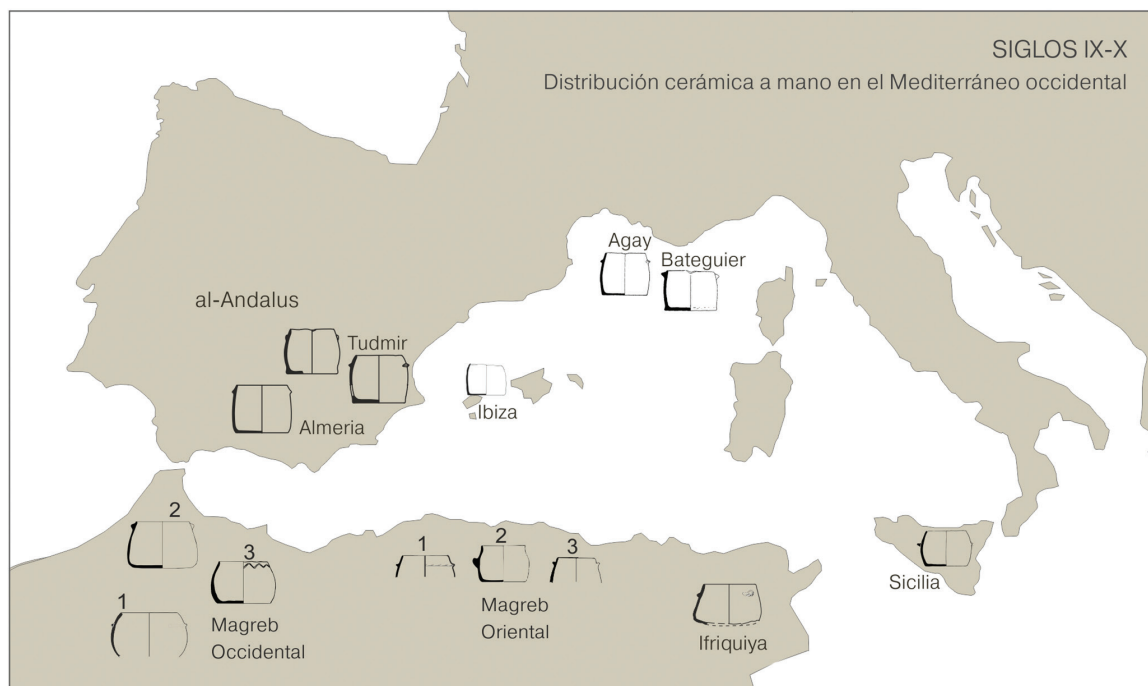 SIGLOS IX-X
Distribución cerámica a mano en el Mediterráneo occidental
Agay
Bateguier
al-Andalus
Tudmir
Ibiza
Almeria
2
3
1
Magreb
Occidental
1
2
3
Magreb
Oriental
Ifriquiya
Sicilia